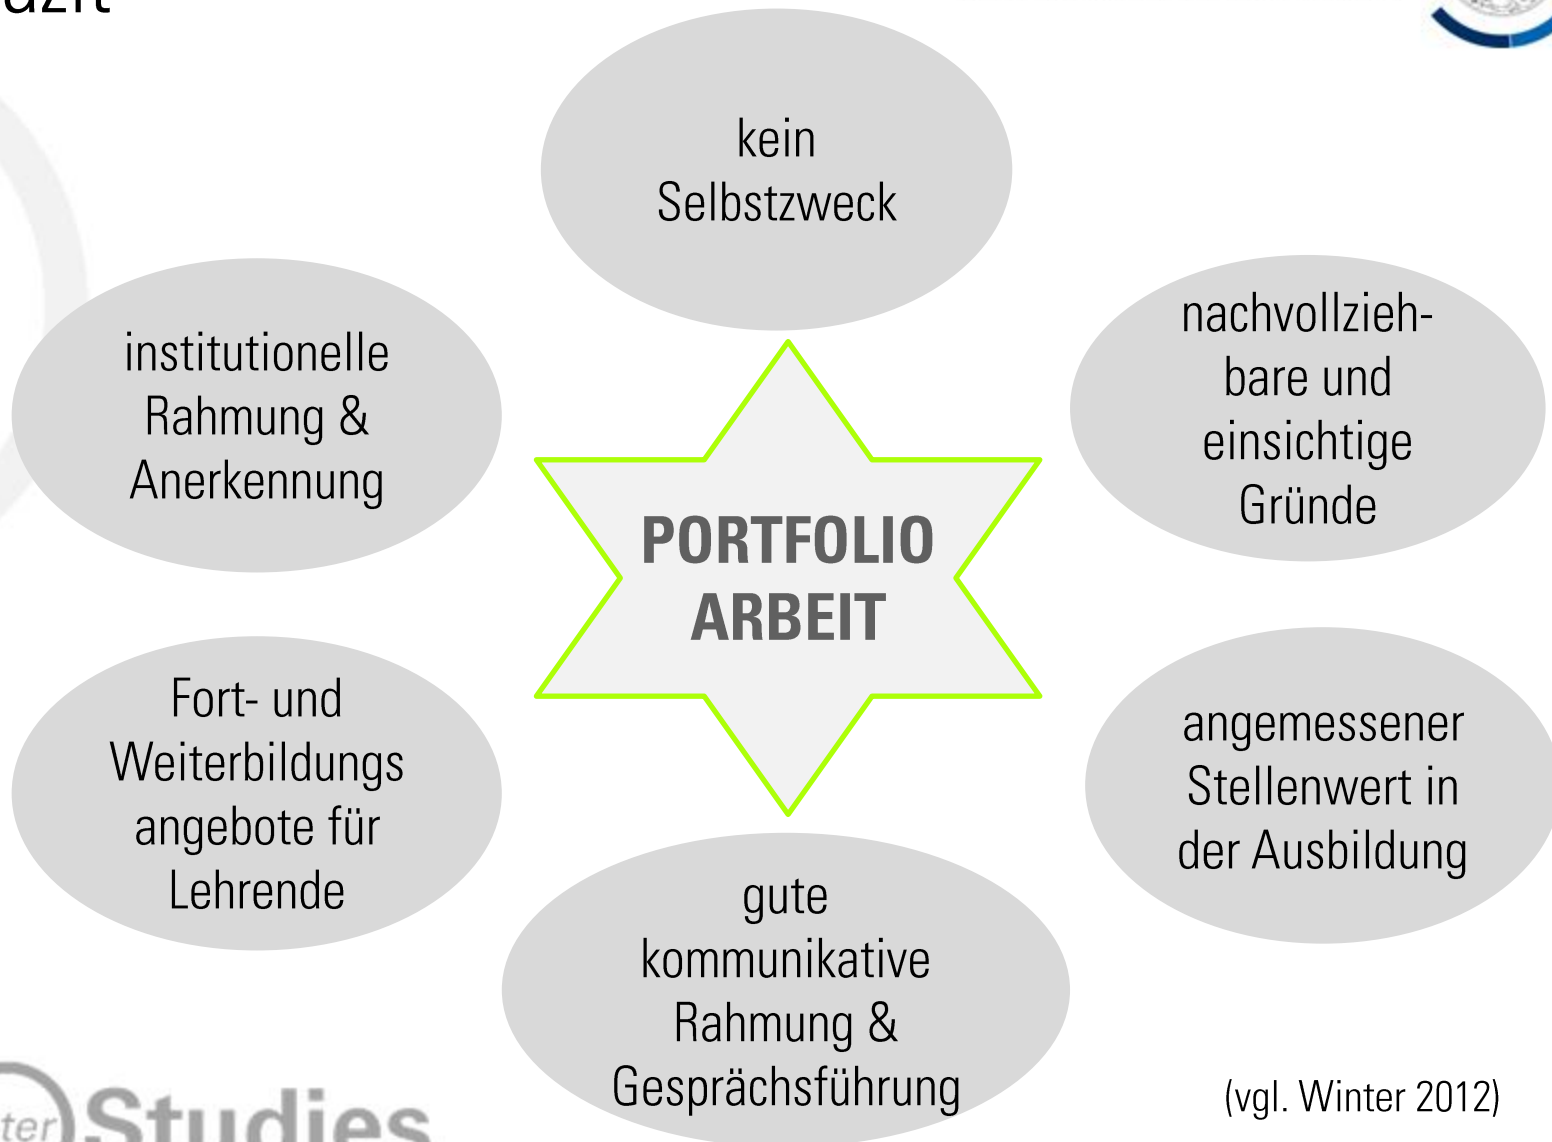 kein
Selbstzweck
nachvollzieh-
bare und
einsichtige
Gründe
institutionelle
Rahmung &
Anerkennung
PORTFOLIO
ARBEIT
Fort- und
Weiterbildungs
angebote für
Lehrende
angemessener
Stellenwert in
der Ausbildung
gute
kommunikative
Rahmung &
Gesprächsführung
(vgl. Winter 2012)
Studies